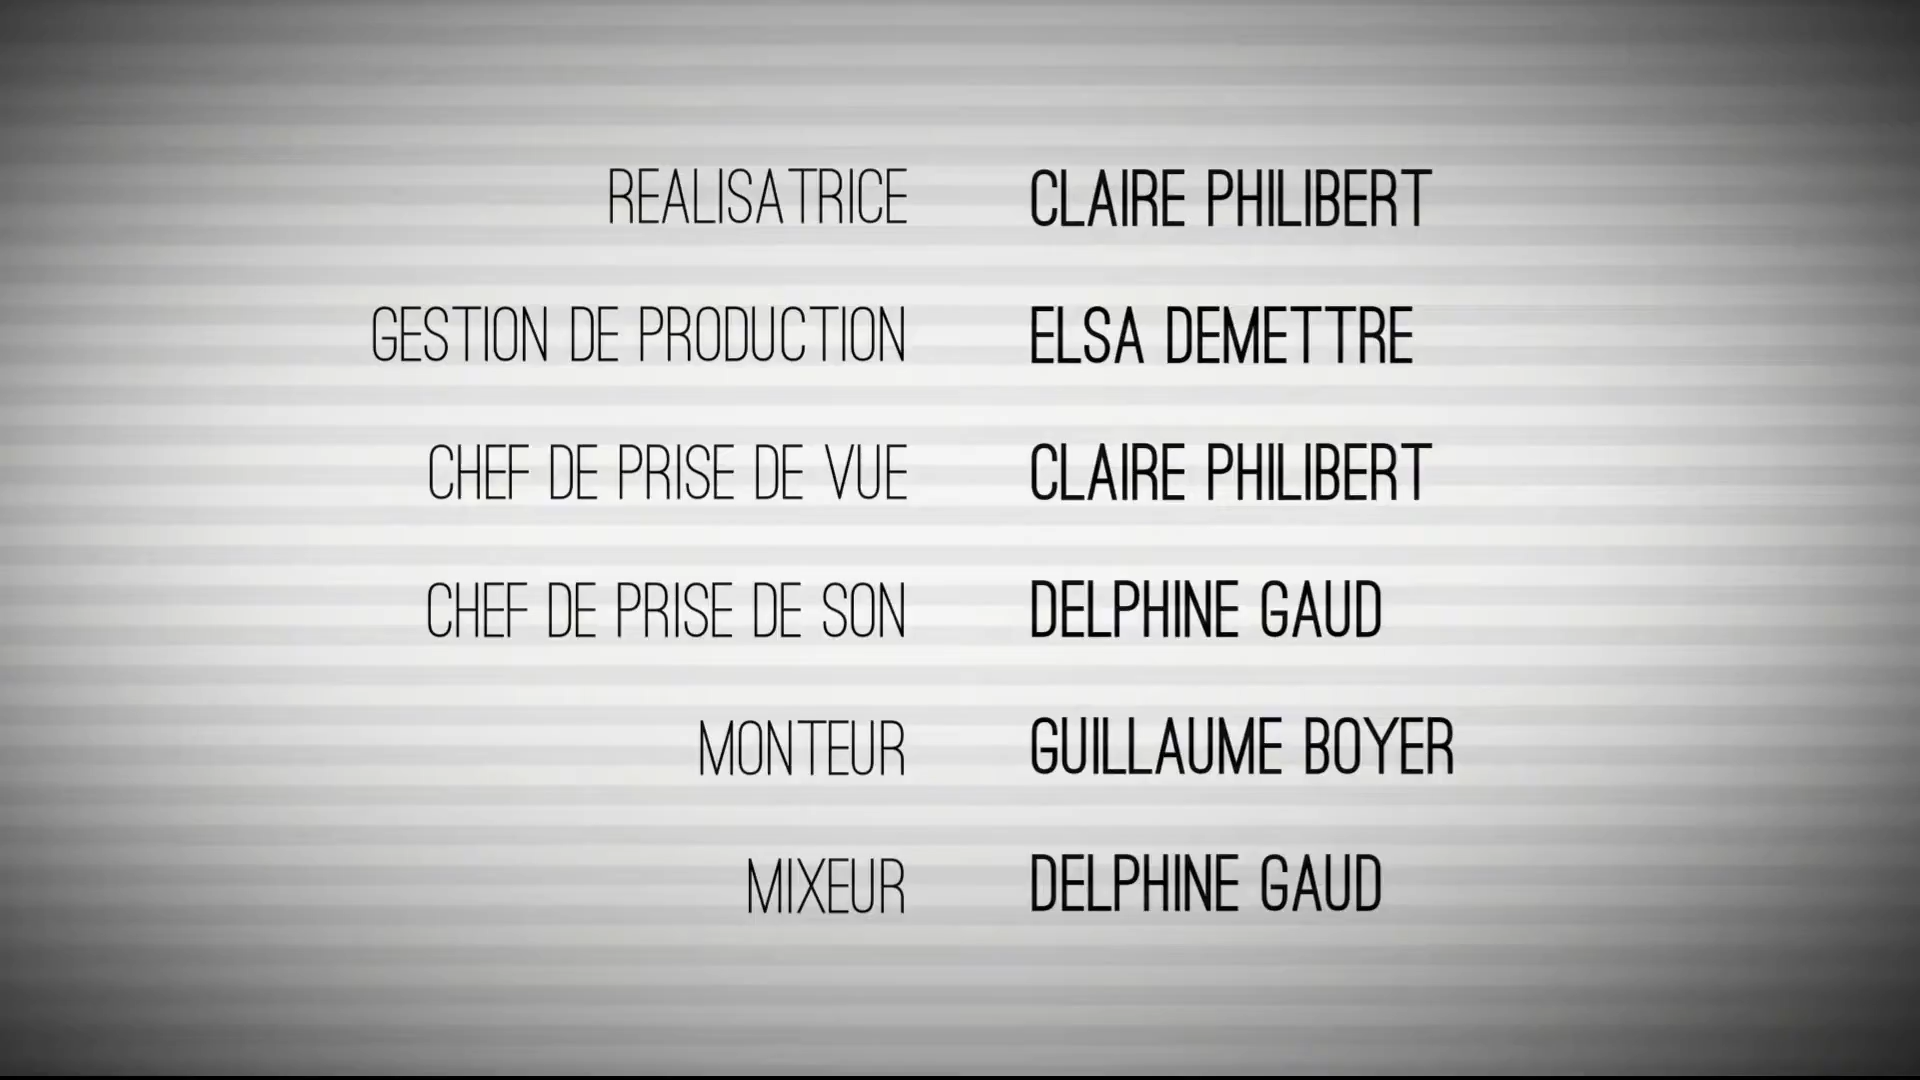 REALISATRICE CLAIRE PHILIBERT
GESTION DE PRODUCTION ELSA DEMETTRE
CHEF DE PRISE DE VUE CLAIRE PHILIBERT
CHEF DE PRISE DE SON DELPHINE GAUD
MONTEUR GUILLAUME BOYER
MIXEUR DELPHINE GAUD